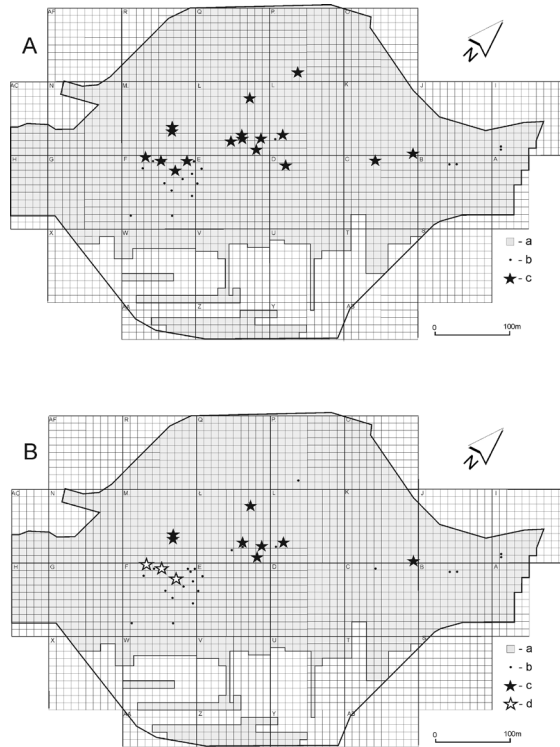 A
AF R Q P O
N
AC N M Ł L K J I
H G F E D C B A
X W V U T S
AA Z Y AB
- a
- b
- c
0 100m
B
AF R Q P O
N
AC N M Ł L K J I
H G F E D C B A
X W V U T S
AA Z Y AB
- a
- b
- c
- d
0 100m